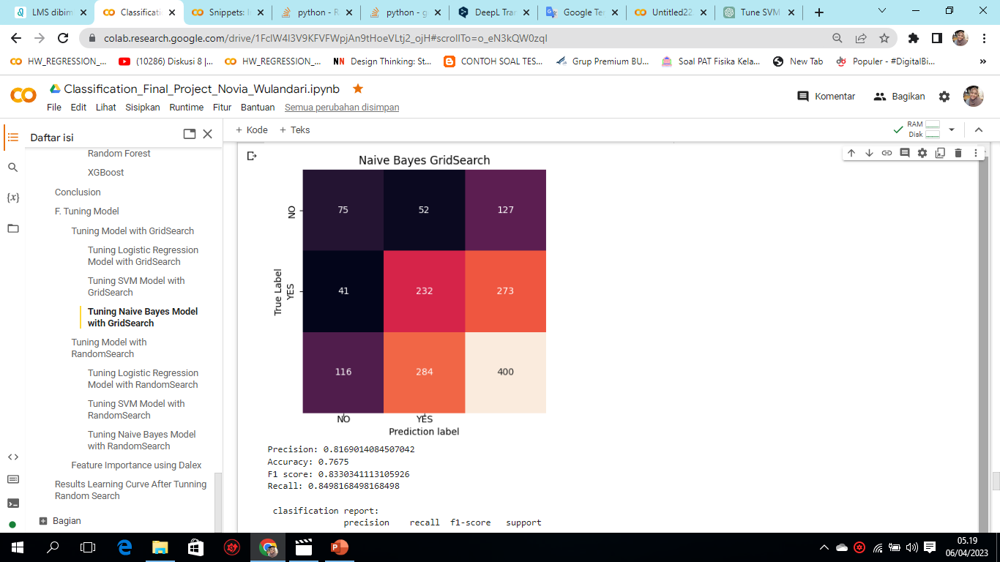 LMS dibim
Classificati
Snippets: I
python - R
python - g
DeepL Tran
Google Ter
Untitled22.
Tune SVM
colab.research.google.com/drive/1FclW4I3V9KFVFWpjAn9tHoeVLtj2_ojH#scrollTo=o_eN3kQW0zqI
HW_REGRESSION_...
(10286) Diskusi 8 |...
HW_REGRESSION_...
NN Design Thinking: St...
CONTOH SOAL TES...
Grup Premium BU...
Soal PAT Fisika Kela...
New Tab
Populer - #DigitalBi...
»
Classification_Final_Project_Novia_Wulandari.ipynb
File Edit Lihat Sisipkan Runtime Fitur Bantuan Semua perubahan disimpan
Komentar
Bagikan
Daftar isi
Random Forest
XGBoost
Conclusion
F. Tuning Model
Tuning Model with GridSearch
Tuning Logistic Regression
Model with GridSearch
Tuning SVM Model with
GridSearch
Tuning Naive Bayes Model
with GridSearch
Tuning Model with
RandomSearch
Tuning Logistic Regression
Model with RandomSearch
Tuning SVM Model with
RandomSearch
Tuning Naive Bayes Model
with RandomSearch
Feature Importance using Dalex
Results Learning Curve After Tunning
Random Search
Bagian
+ Kode + Teks
RAM
Disk
Naive Bayes GridSearch
NO
75 52 127
True Label
YES
41 232 273
116 284 400
NO YES
Prediction label
Precision: 0.8169014084507042
Accuracy: 0.7675
F1 score: 0.8330341113105926
Recall: 0.8498168498168498
clasification report:
precision recall f1-score support
05.19
06/04/2023